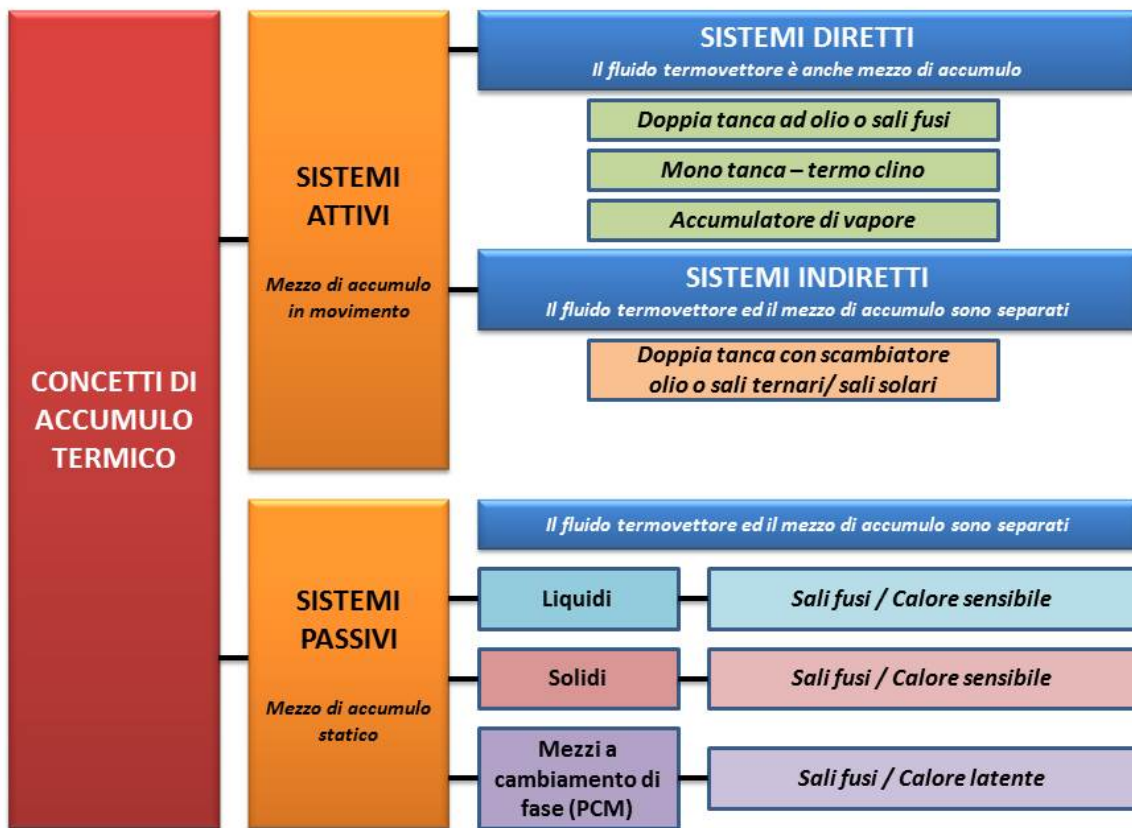 CONCETTI DI
ACCUMULO
TERMICO
SISTEMI
ATTIVI
Mezzo di accumulo
in movimento
SISTEMI DIRETTI
Il fluido termovettore è anche mezzo di accumulo
Doppia tanca ad olio o sali fusi
Mono tanca – termo clino
Accumulatore di vapore
SISTEMI INDIRETTI
Il fluido termovettore ed il mezzo di accumulo sono separati
Doppia tanca con scambiatore
olio o sali ternari/ sali solari
SISTEMI
PASSIVI
Mezzo di accumulo
statico
Il fluido termovettore ed il mezzo di accumulo sono separati
Liquidi
Sali fusi / Calore sensibile
Solidi
Sali fusi / Calore sensibile
Mezzi a
cambiamento di
fase (PCM)
Sali fusi / Calore latente